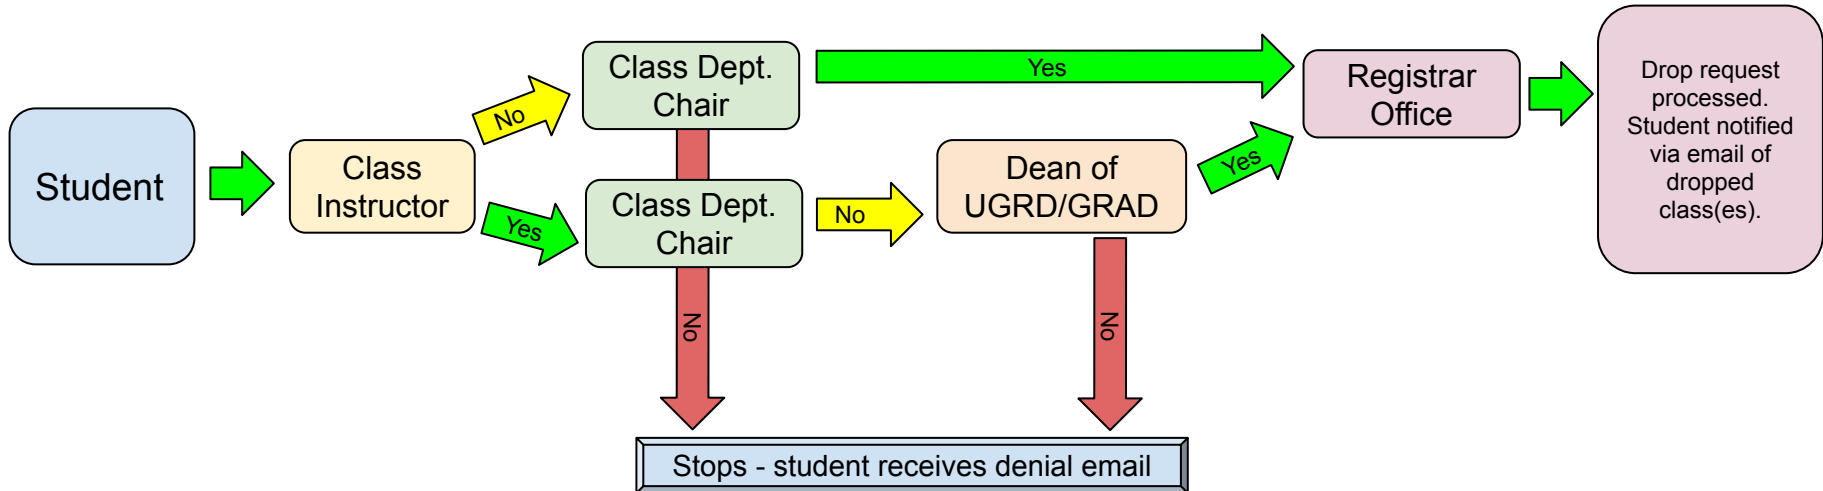 Student
Class
Instructor
No
Yes
Class Dept.
Chair
Class Dept.
Chair
Yes
No
No
Dean of
UGRD/GRAD
Yes
No
Registrar
Office
Drop request
processed.
Student notified
via email of
dropped
class(es).
Stops - student receives denial email